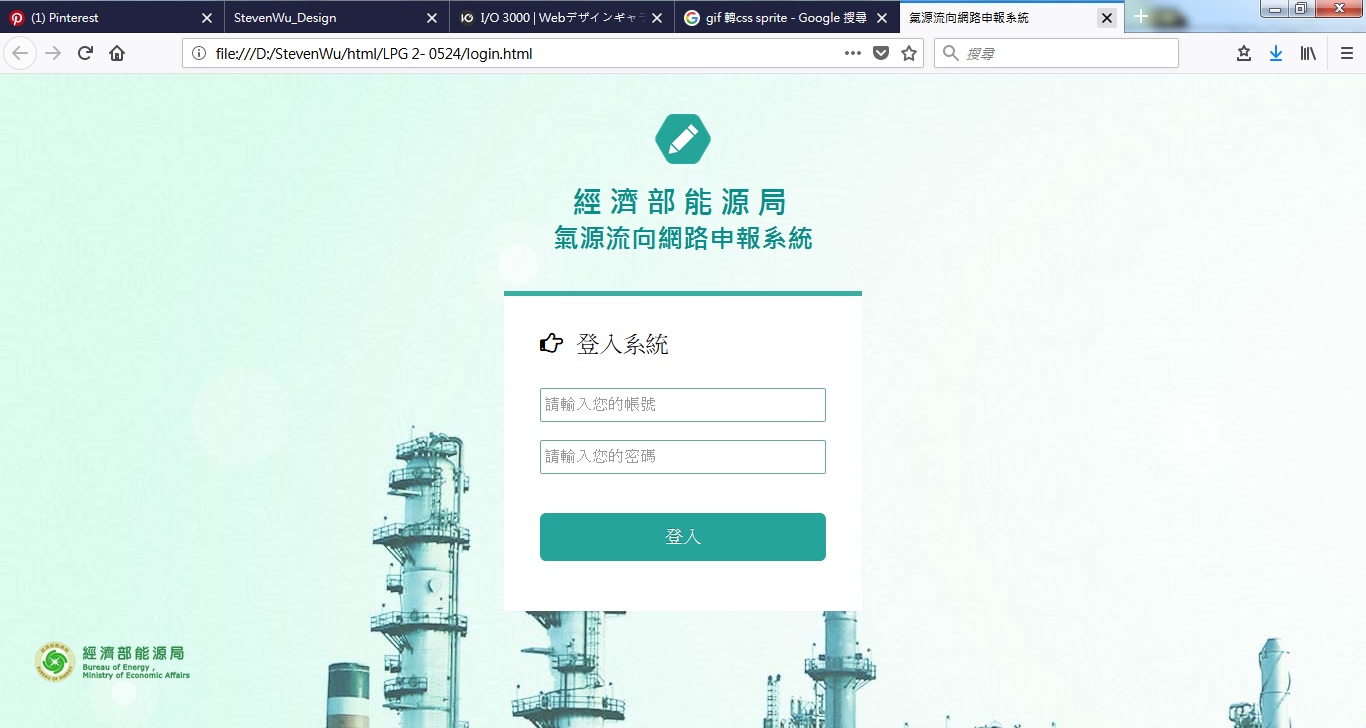 (1) Pinterest
StevenWu_Design
I/O 3000 | Webデザインギャラ
gif 轉css sprite - Google 搜尋
氣源流向網路申報系統
file:///D:/StevenWu/html/LPG 2- 0524/login.html
搜尋
經濟部能源局
氣源流向網路申報系統
登入系統
請輸入您的帳號
請輸入您的密碼
登入
經濟部能源局
Bureau of Energy ,
Ministry of Economic Affairs